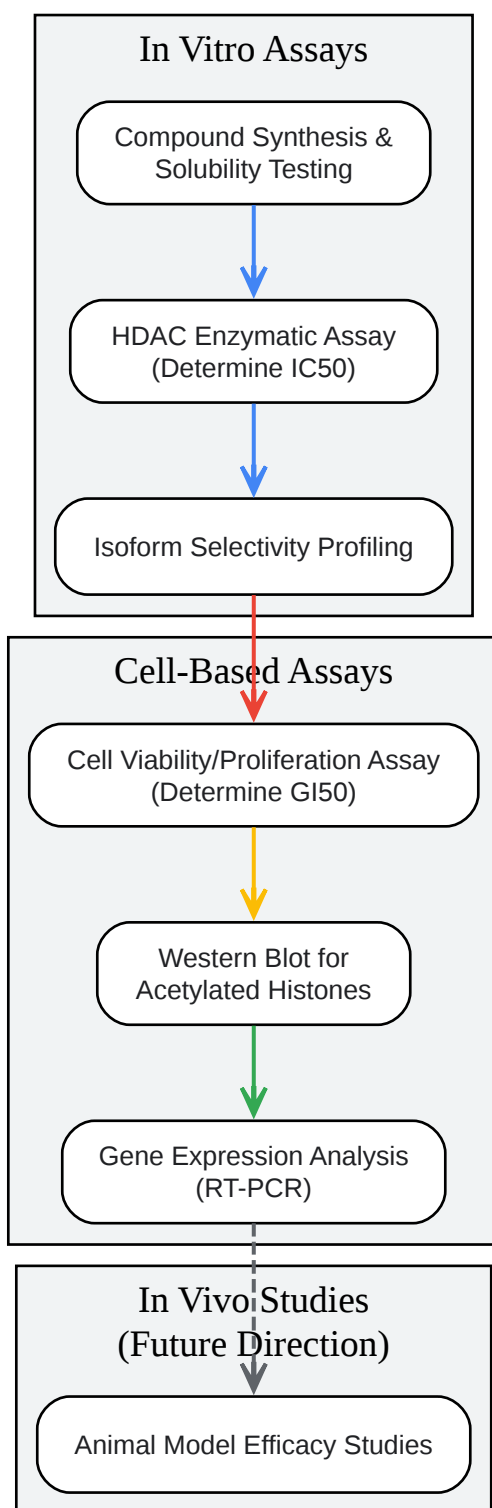 In Vitro Assays
Compound Synthesis &
Solubility Testing
HDAC Enzymatic Assay
(Determine IC50)
Isoform Selectivity Profiling
Cell-Based Assays
Cell Viability/Proliferation Assay
(Determine GI50)
Western Blot for
Acetylated Histones
Gene Expression Analysis
(RT-PCR)
In Vivo Studies
(Future Direction)
Animal Model Efficacy Studies